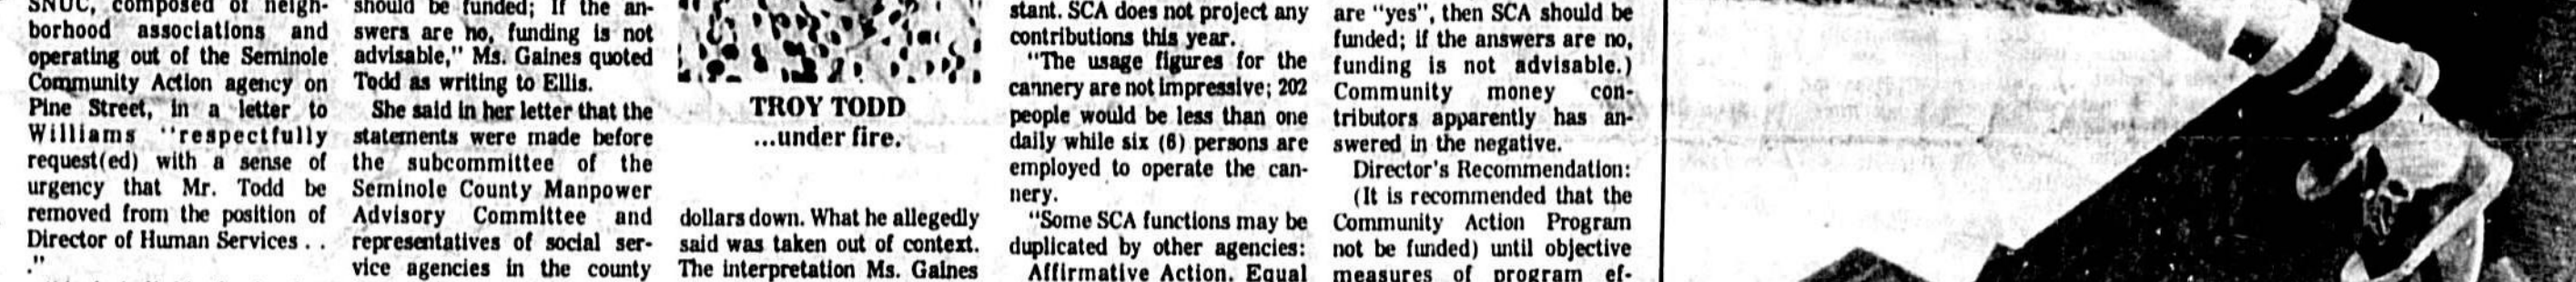 SNUC, composed of neigh-
borhood associations and
operating out of the Seminole
Community Action agency on
Pine Street, in a letter to
Williams "respectfully
request(ed) with a sense of
urgency that Mr. Todd be
removed from the position of
Director of Human Services . .
."
should be funded; if the an-
swers are no, funding is not
advisable," Ms. Gaines quoted
Todd as writing to Ellis.
She said in her letter that the
statements were made before
the subcommittee of the
Seminole County Manpower
Advisory Committee and
representatives of social ser-
vice agencies in the county
TROY TODD
...under fire.
dollars down. What he allegedly
said was taken out of context.
The interpretation Ms. Gaines
stant. SCA does not project any
contributions this year.
"The usage figures for the
cannery are not impressive; 202
people would be less than one
daily while six (6) persons are
employed to operate the can-
nery.
"Some SCA functions may be
duplicated by other agencies:
Affirmative Action. Equal
are "yes", then SCA should be
funded; if the answers are no,
funding is not advisable.)
Community money con-
tributors apparently has an-
swered in the negative.
Director's Recommendation:
(It is recommended that the
Community Action Program
not be funded) until objective
measures of program ef-